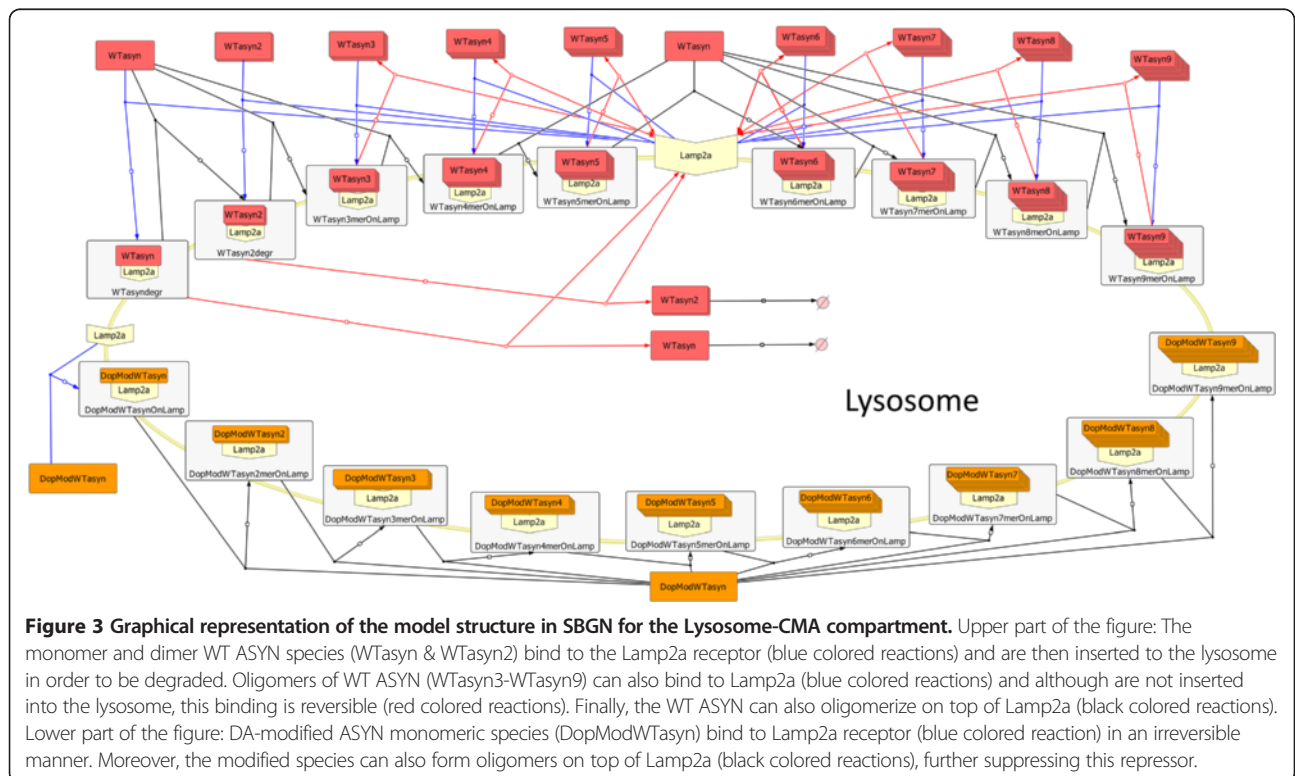 WTasyn
WTasyn2
WTasyn3
WTasyn4
WTasyn5
WTasyn
WTasyn6
WTasyn7
WTasyn8
WTasyn9
Lamp2a
WTasyn
Lamp2a
WTasyndegr
WTasyn2
Lamp2a
WTasyn2degr
WTasyn3
Lamp2a
WTasyn3merOnLamp
WTasyn4
Lamp2a
WTasyn4merOnLamp
WTasyn5
Lamp2a
WTasyn5merOnLamp
WTasyn6
Lamp2a
WTasyn6merOnLamp
WTasyn7
Lamp2a
WTasyn7merOnLamp
WTasyn8
Lamp2a
WTasyn8merOnLamp
WTasyn9
Lamp2a
WTasyn9merOnLamp
WTasyn2
WTasyn
Lamp2a
Lysosome
DopModWTasyn
Lamp2a
DopModWTasynOnLamp
DopModWTasyn
DopModWTasyn2
Lamp2a
DopModWTasyn2merOnLamp
DopModWTasyn3
Lamp2a
DopModWTasyn3merOnLamp
DopModWTasyn4
Lamp2a
DopModWTasyn4merOnLamp
DopModWTasyn5
Lamp2a
DopModWTasyn5merOnLamp
DopModWTasyn6
Lamp2a
DopModWTasyn6merOnLamp
DopModWTasyn7
Lamp2a
DopModWTasyn7merOnLamp
DopModWTasyn8
Lamp2a
DopModWTasyn8merOnLamp
DopModWTasyn9
Lamp2a
DopModWTasyn9merOnLamp
DopModWTasyn
Figure 3 Graphical representation of the model structure in SBGN for the Lysosome-CMA compartment. Upper part of the figure: The
monomer and dimer WT ASYN species (WTasyn & WTasyn2) bind to the Lamp2a receptor (blue colored reactions) and are then inserted to the lysosome
in order to be degraded. Oligomers of WT ASYN (WTasyn3-WTasyn9) can also bind to Lamp2a (blue colored reactions) and although are not inserted
into the lysosome, this binding is reversible (red colored reactions). Finally, the WT ASYN can also oligomerize on top of Lamp2a (black colored reactions).
Lower part of the figure: DA-modified ASYN monomeric species (DopModWTasyn) bind to Lamp2a receptor (blue colored reaction) in an irreversible
manner. Moreover, the modified species can also form oligomers on top of Lamp2a (black colored reactions), further suppressing this repressor.